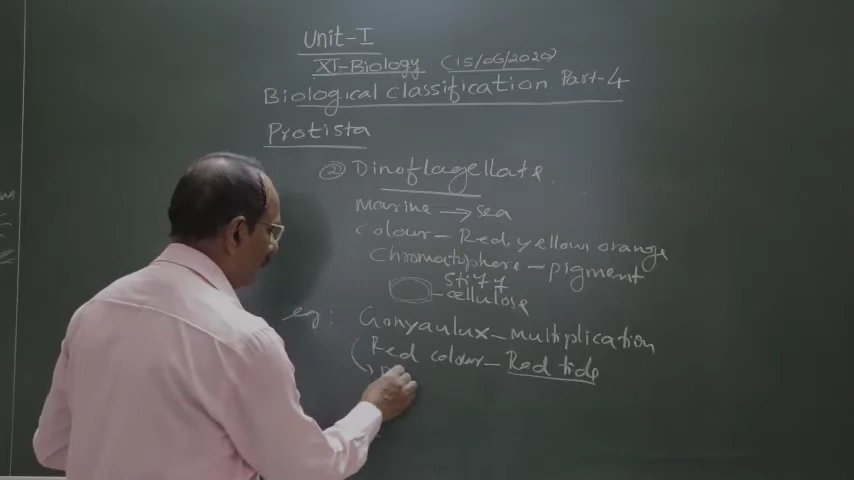 Unit-I
XI-Biology (15/06/2020)
Biological classification Part-4
Protista
② Dinoflagellate.
Marine → sea
Colour - Red, yellow, orange
Chromatophore - pigment
stiff
cellulose
eg: Gonyaulux - Multiplication
Red colour - Red tide